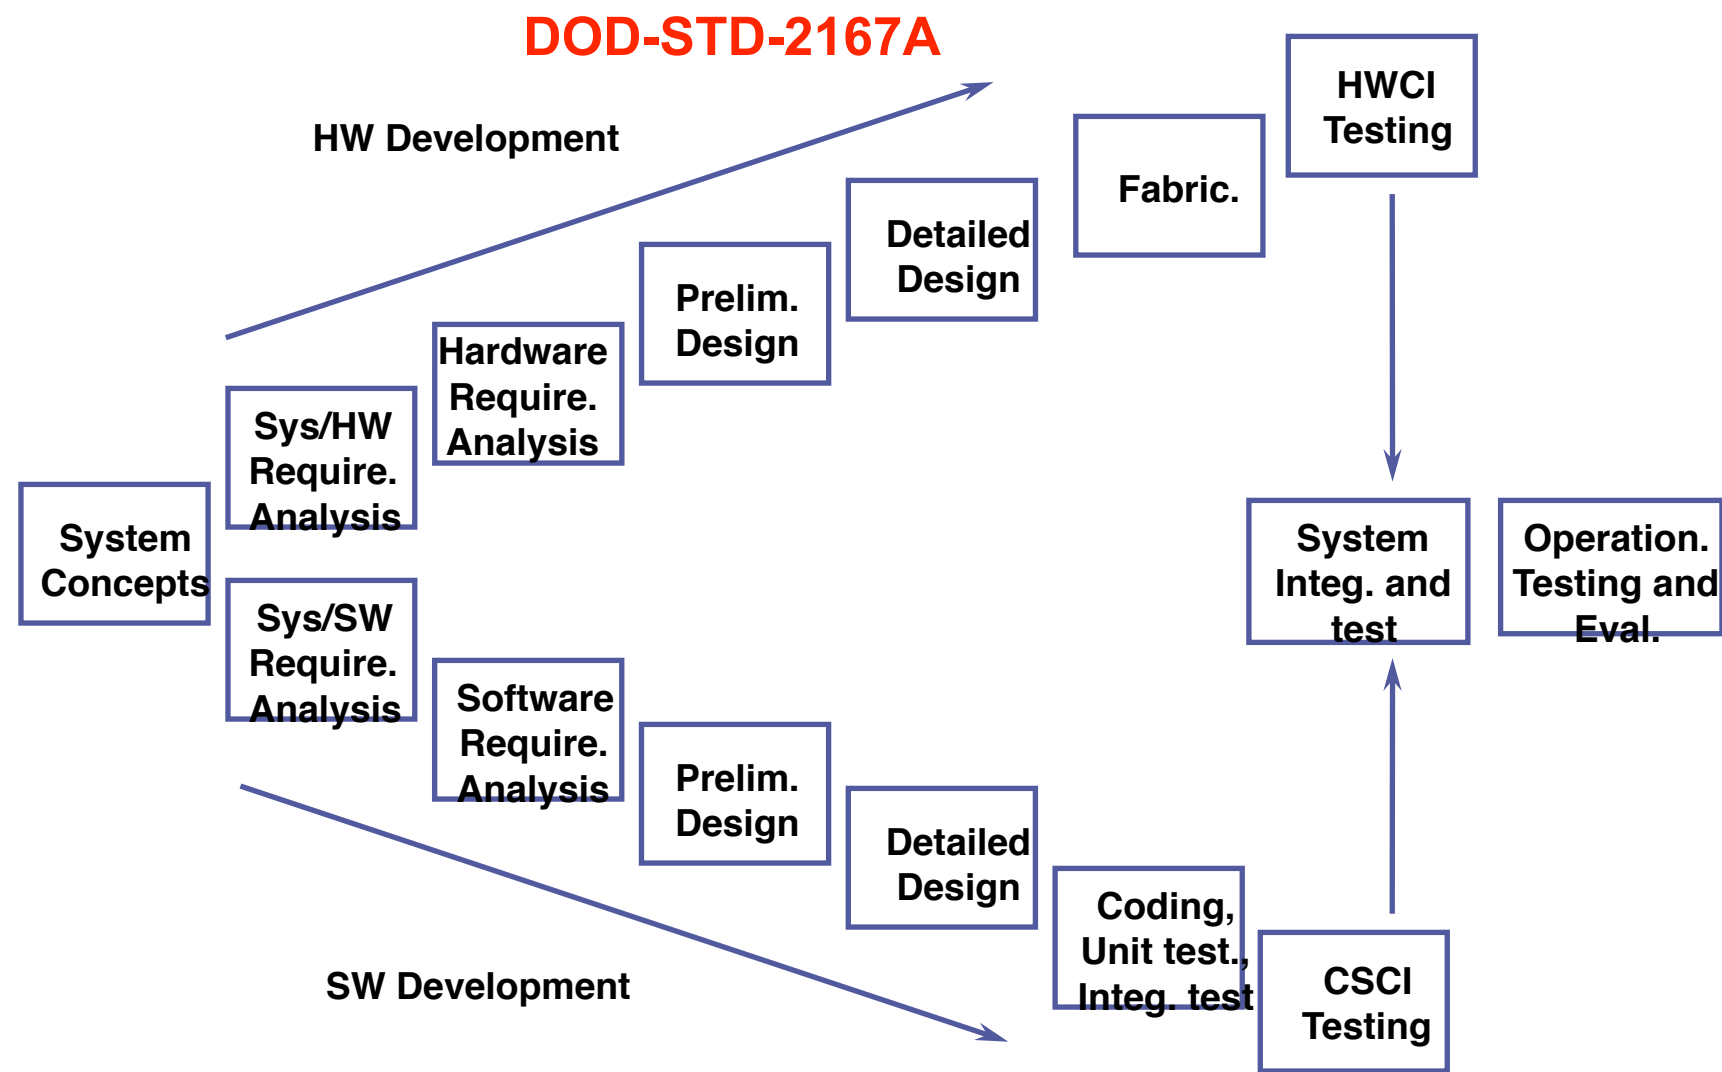 DOD-STD-2167A
HW Development
HWCI
Testing
Fabric.
Detailed
Design
Prelim.
Design
Hardware
Require.
Analysis
Sys/HW
Require.
Analysis
System
Concepts
Sys/SW
Require.
Analysis
Software
Require.
Analysis
Prelim.
Design
Detailed
Design
Coding,
Unit test.,
Integ. test
CSCI
Testing
System
Integ. and
test
Operation.
Testing and
Eval.
SW Development